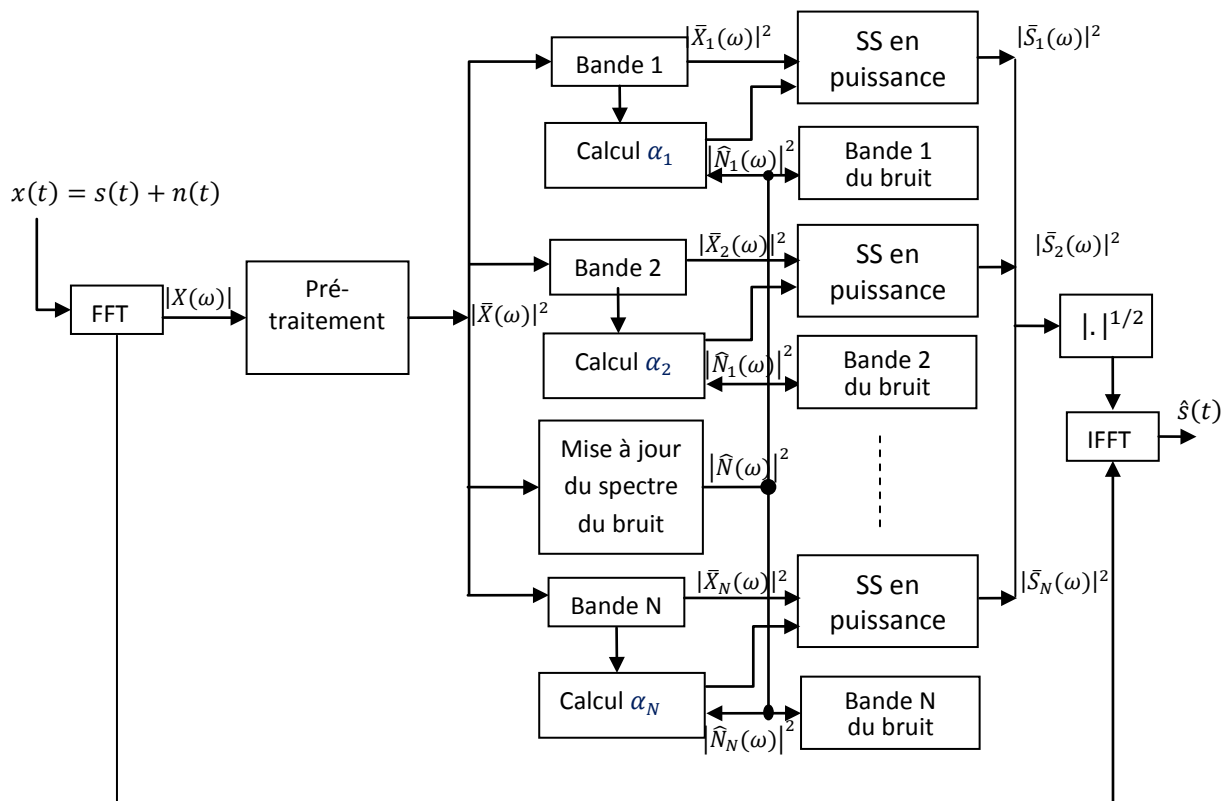 |X̄₁(ω)|²
Bande 1
SS en
puissance
|S̄₁(ω)|²
Calcul α₁
|N̂₁(ω)|²
Bande 1
du bruit
x(t) = s(t) + n(t)
|X̄₂(ω)|²
Bande 2
SS en
puissance
|S̄₂(ω)|²
FFT
|X(ω)|
Pré-
traitement
|X̄(ω)|²
|. |^{1/2}
Calcul α₂
|N̂₁(ω)|²
Bande 2
du bruit
ŝ(t)
IFFT
Mise à jour
du spectre
du bruit
|N̂(ω)|²
|X̄_N(ω)|²
Bande N
SS en
puissance
|S̄_N(ω)|²
Calcul α_N
|N̂_N(ω)|²
Bande N
du bruit